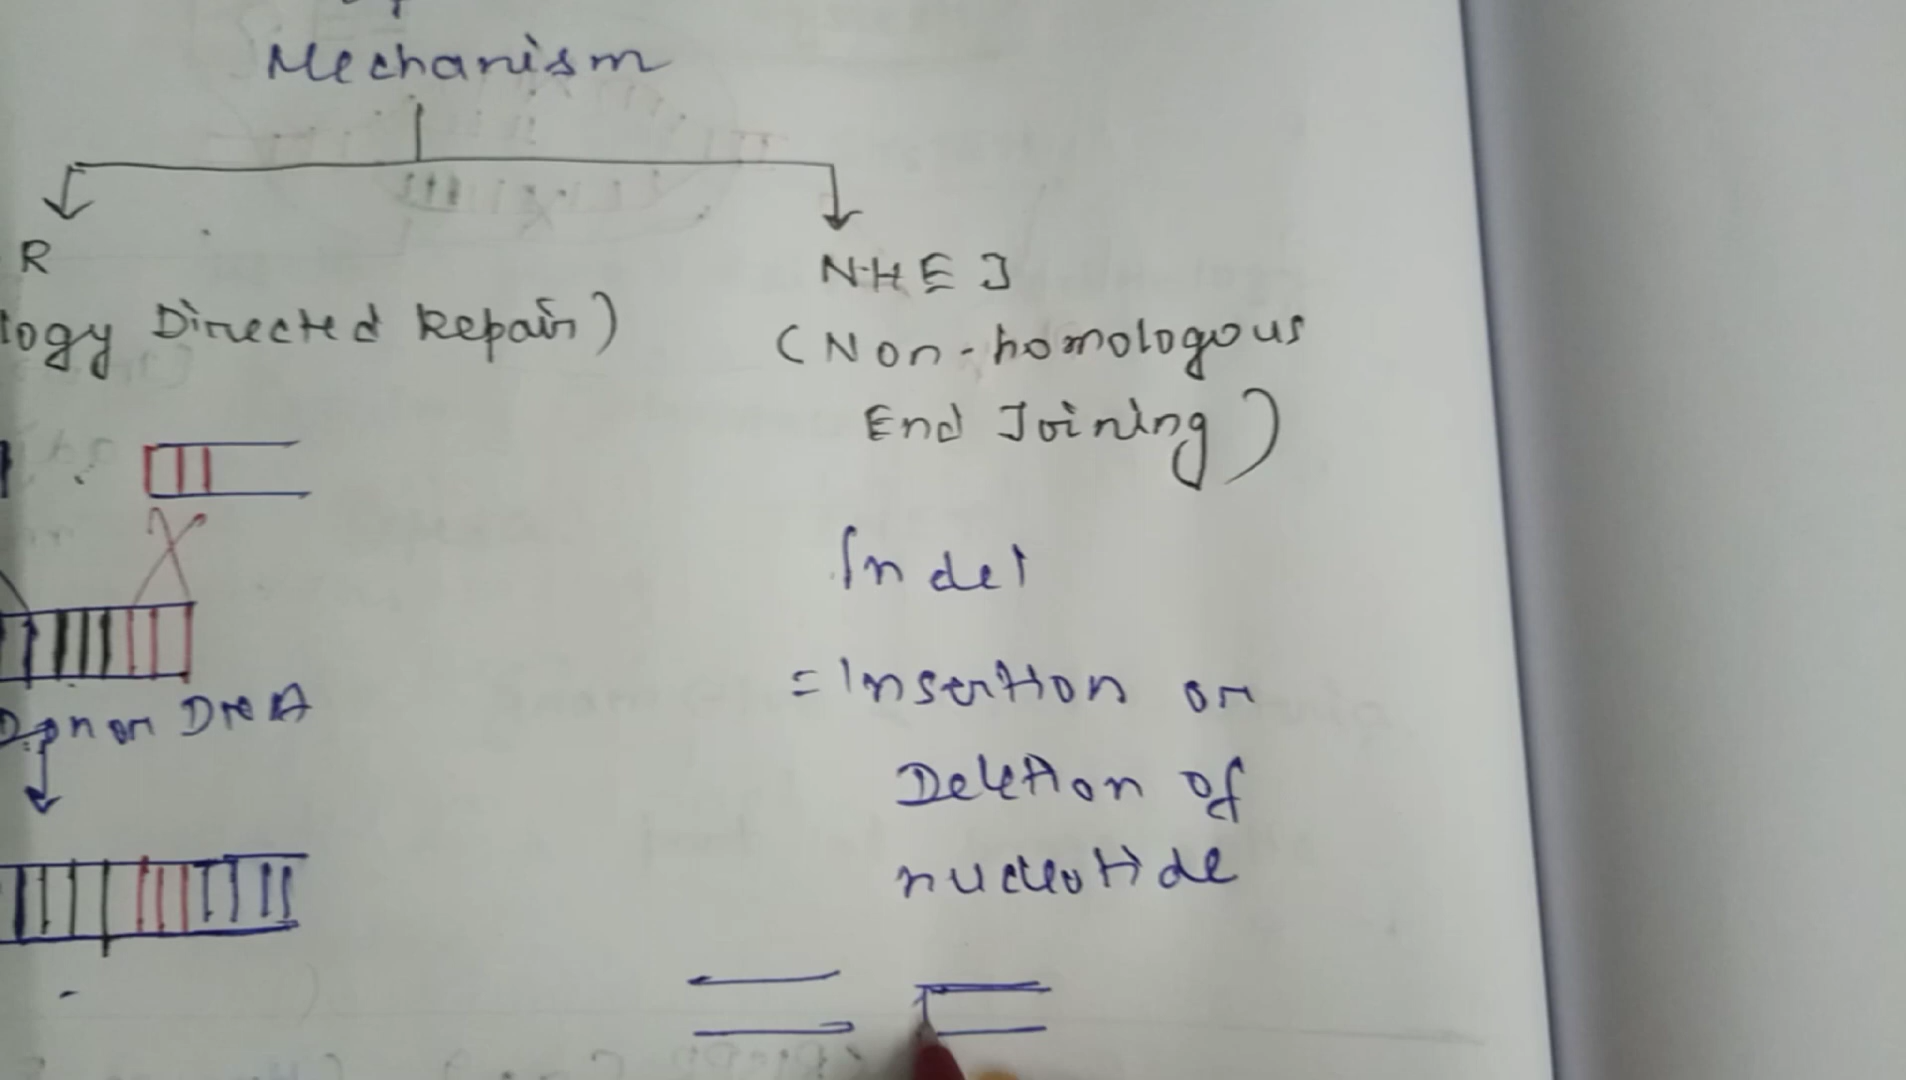 Mechanism
R
NHEJ
logy Directed Repair)
(Non-homologous
End Joining)
Indel
= Insertion or
Deletion of
nucleotide
Donor DNA